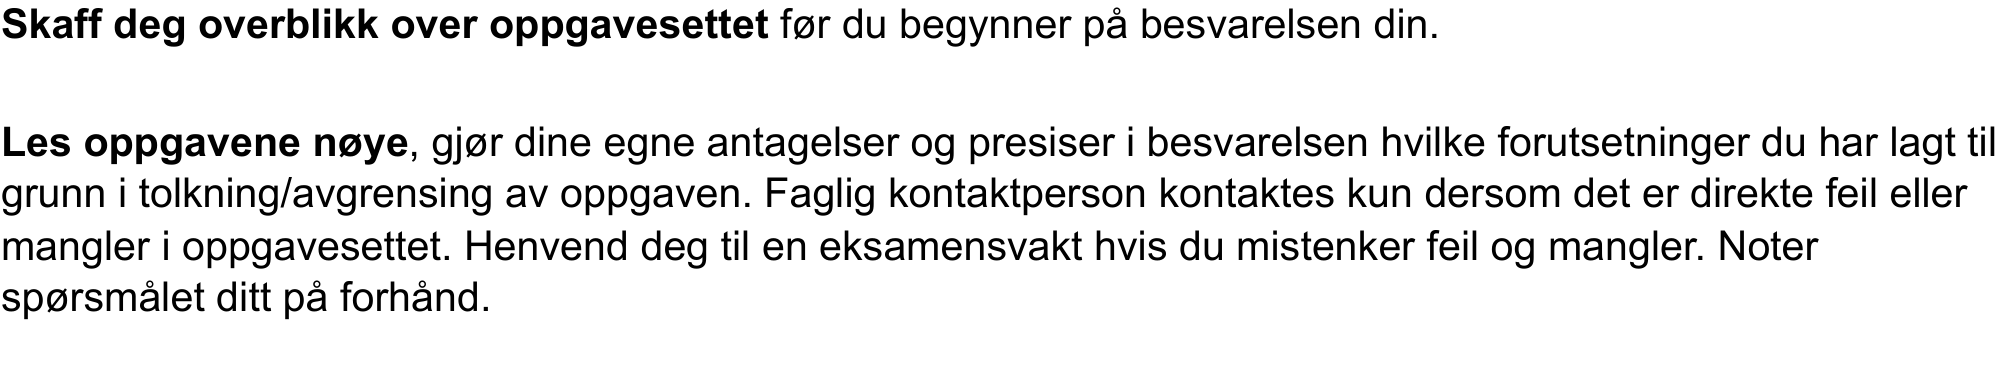 Skaff deg overblikk over oppgavesettet før du begynner på besvarelsen din.
Les oppgavene nøye, gjør dine egne antagelser og presiser i besvarelsen hvilke forutsetninger du har lagt til
grunn i tolkning/avgrensing av oppgaven. Faglig kontaktperson kontaktes kun dersom det er direkte feil eller
mangler i oppgavesettet. Henvend deg til en eksamensvakt hvis du mistenker feil og mangler. Noter
spørsmålet ditt på forhånd.